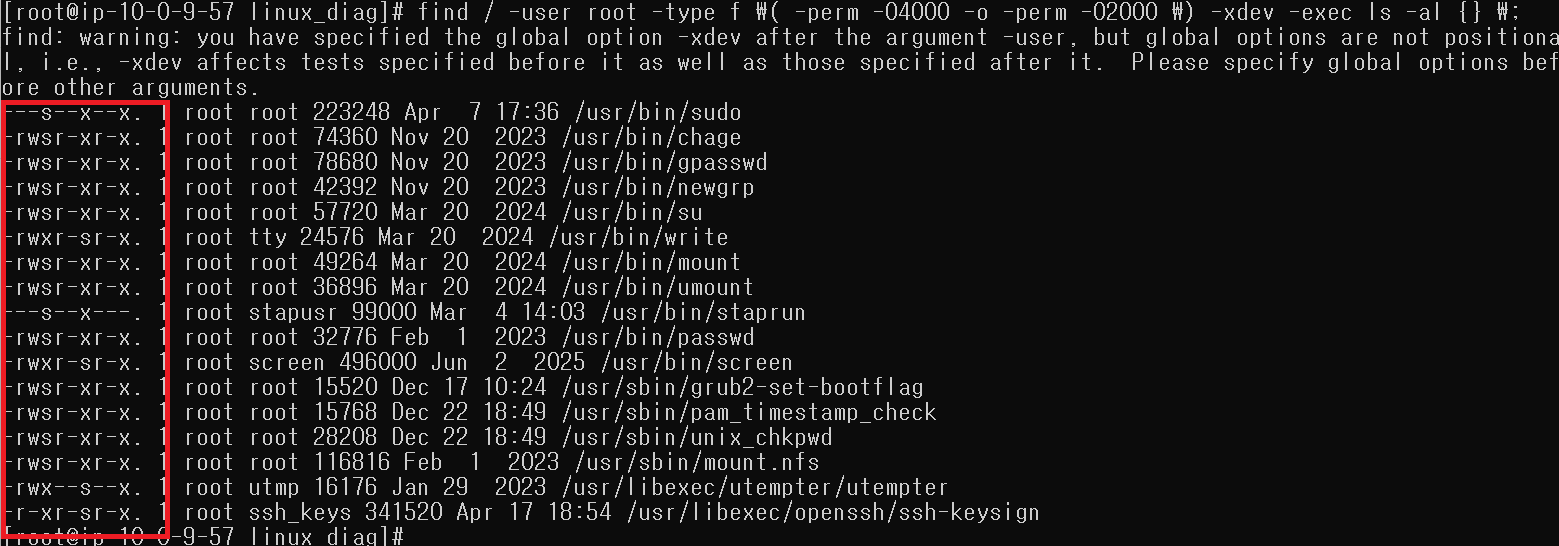 [root@ip-10-0-9-57 linux_diag]# find / -user root -type f ₩( -perm -04000 -o -perm -02000 ₩) -xdev -exec ls -al {} ₩;
find: warning: you have specified the global option -xdev after the argument -user, but global options are not positiona
l, i.e., -xdev affects tests specified before it as well as those specified after it.  Please specify global options bef
ore other arguments.
---s--x--x. 1 root root 223248 Apr  7 17:36 /usr/bin/sudo
-rwsr-xr-x. 1 root root 74360 Nov 20  2023 /usr/bin/chage
-rwsr-xr-x. 1 root root 78680 Nov 20  2023 /usr/bin/gpasswd
-rwsr-xr-x. 1 root root 42392 Nov 20  2023 /usr/bin/newgrp
-rwsr-xr-x. 1 root root 57720 Mar 20  2024 /usr/bin/su
-rwxr-sr-x. 1 root tty 24576 Mar 20  2024 /usr/bin/write
-rwsr-xr-x. 1 root root 49264 Mar 20  2024 /usr/bin/mount
-rwsr-xr-x. 1 root root 36896 Mar 20  2024 /usr/bin/umount
---s--x---. 1 root stapusr 99000 Mar  4 14:03 /usr/bin/staprun
-rwsr-xr-x. 1 root root 32776 Feb  1  2023 /usr/bin/passwd
-rwxr-sr-x. 1 root screen 496000 Jun  2  2025 /usr/bin/screen
-rwsr-xr-x. 1 root root 15520 Dec 17 10:24 /usr/sbin/grub2-set-bootflag
-rwsr-xr-x. 1 root root 15768 Dec 22 18:49 /usr/sbin/pam_timestamp_check
-rwsr-xr-x. 1 root root 28208 Dec 22 18:49 /usr/sbin/unix_chkpwd
-rwsr-xr-x. 1 root root 116816 Feb  1  2023 /usr/sbin/mount.nfs
-rwx--s--x. 1 root utmp 16176 Jan 29  2023 /usr/libexec/utempter/utempter
-r-xr-sr-x. 1 root ssh_keys 341520 Apr 17 18:54 /usr/libexec/openssh/ssh-keysign
[root@ip-10-0-9-57 linux_diag]#